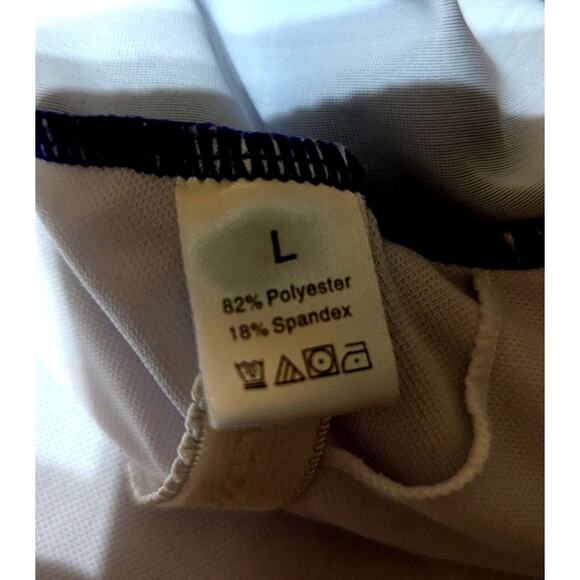 L
82% Polyester
18% Spandex